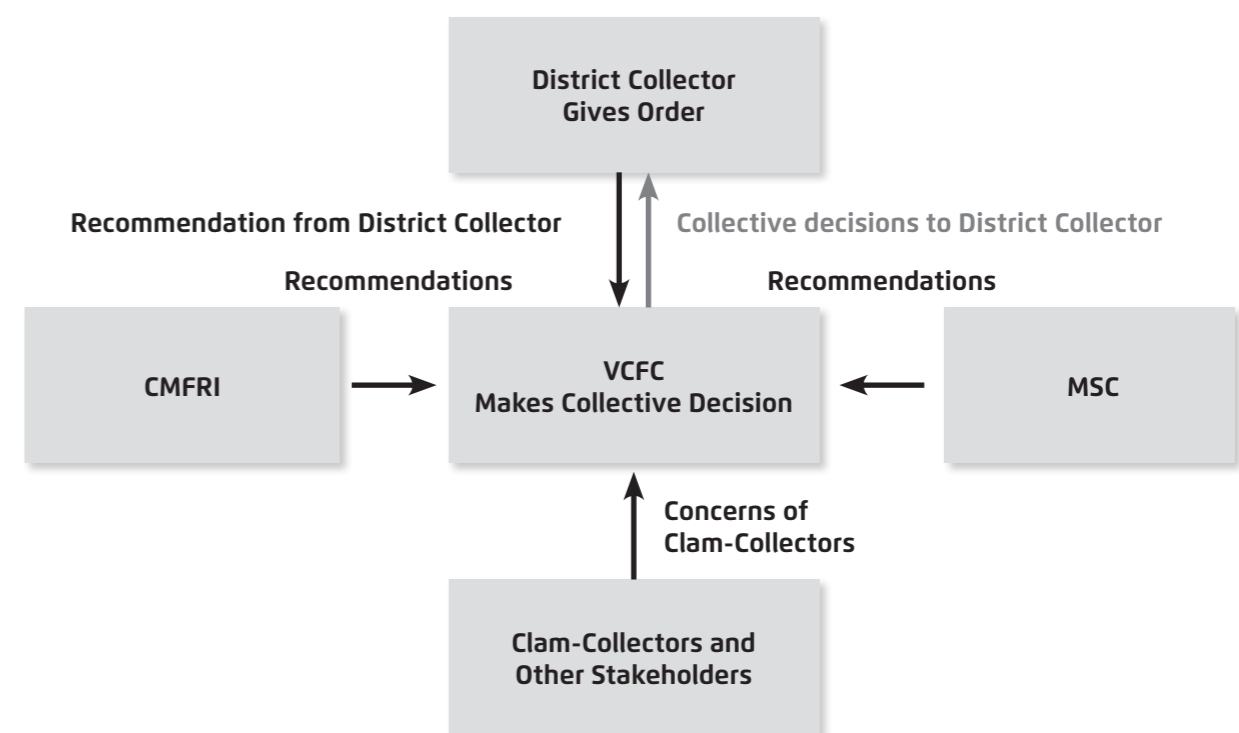 District Collector
Gives Order
Recommendation from District Collector
Collective decisions to District Collector
Recommendations
Recommendations
CMFRI
VCFC
Makes Collective Decision
MSC
Concerns of
Clam-Collectors
Clam-Collectors and
Other Stakeholders